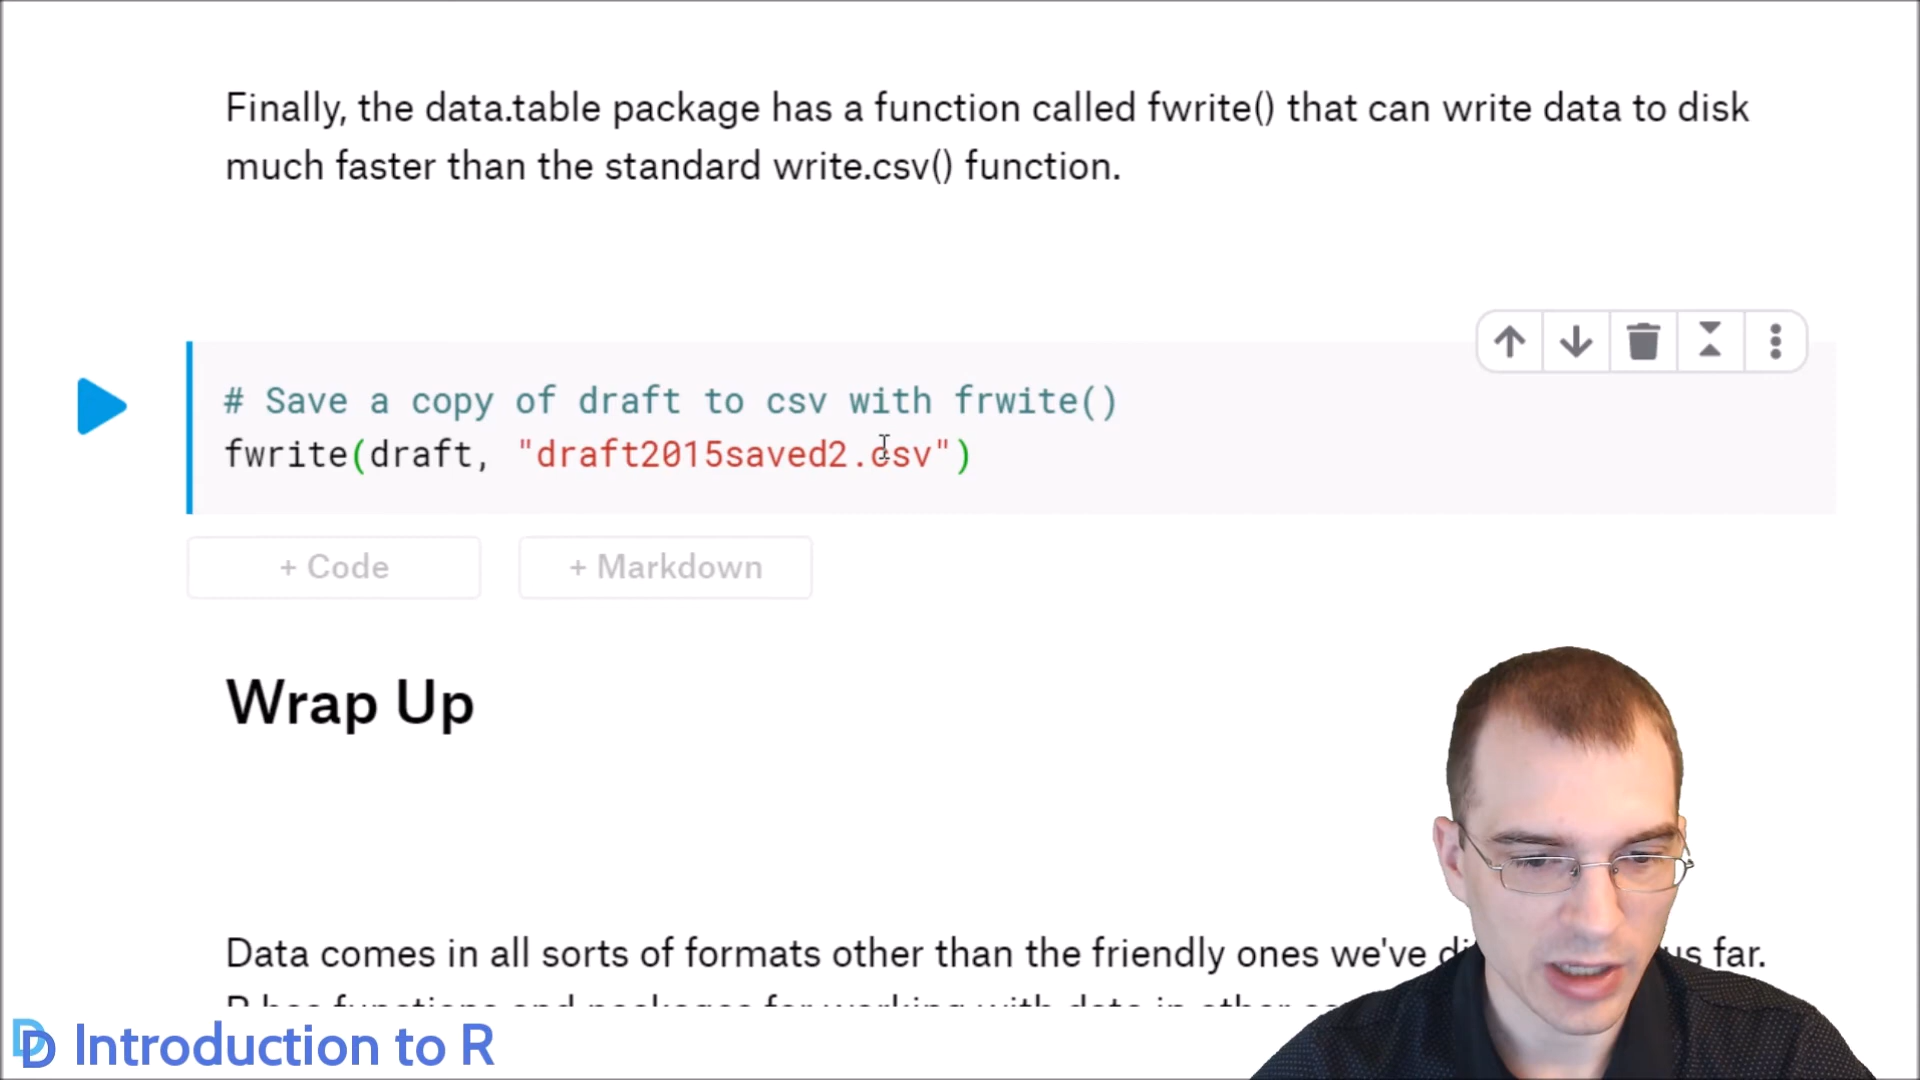 Finally, the data.table package has a function called fwrite() that can write data to disk
much faster than the standard write.csv() function.
# Save a copy of draft to csv with frwite()
fwrite(draft, "draft2015saved2.csv")
+ Code
+ Markdown
Wrap Up
Data comes in all sorts of formats other than the friendly ones we've far.
Introduction to R